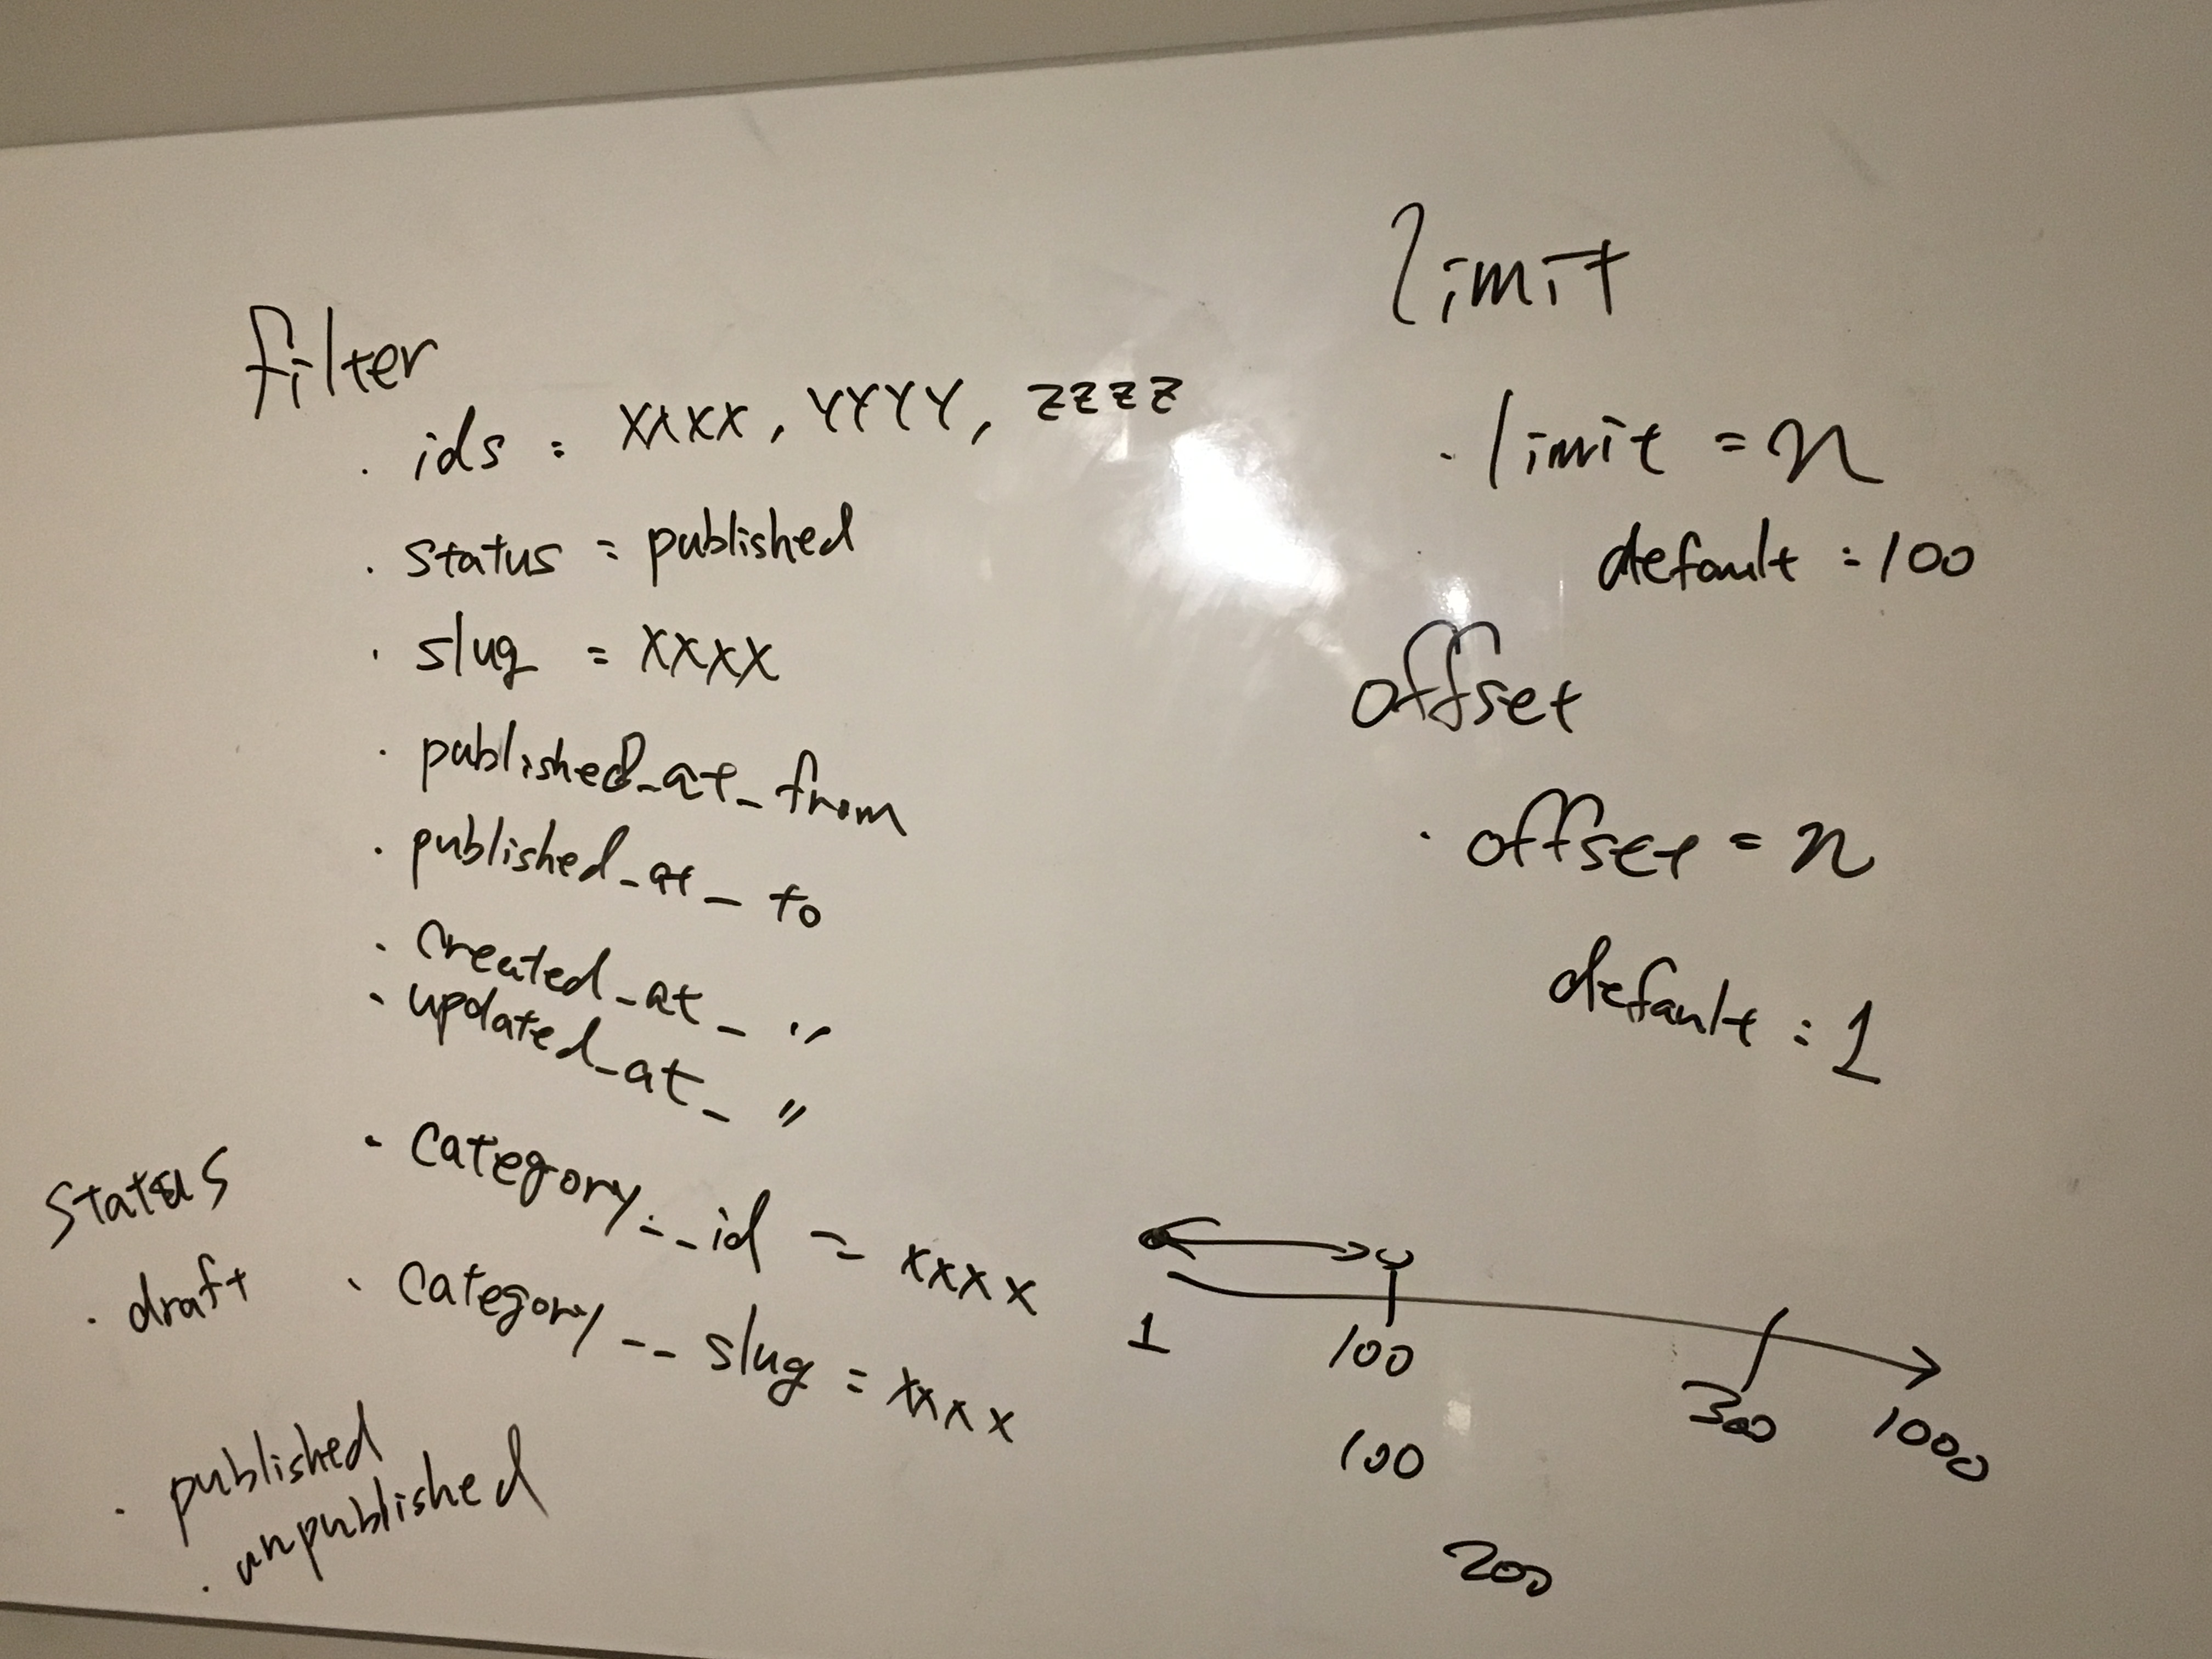 filter
· ids = xxxx, YYYY, zzzz
· status = published
· slug = xxxx
· published_at_from
· published_at_to
· created_at_ 〃
· updated_at_ 〃
· category__id = xxxx
· category__slug = xxxx
status
· draft
· published
· unpublished
limit
· limit = n
default = 100
offset
· offset = n
default : 1
1 100 300 1000
100
200